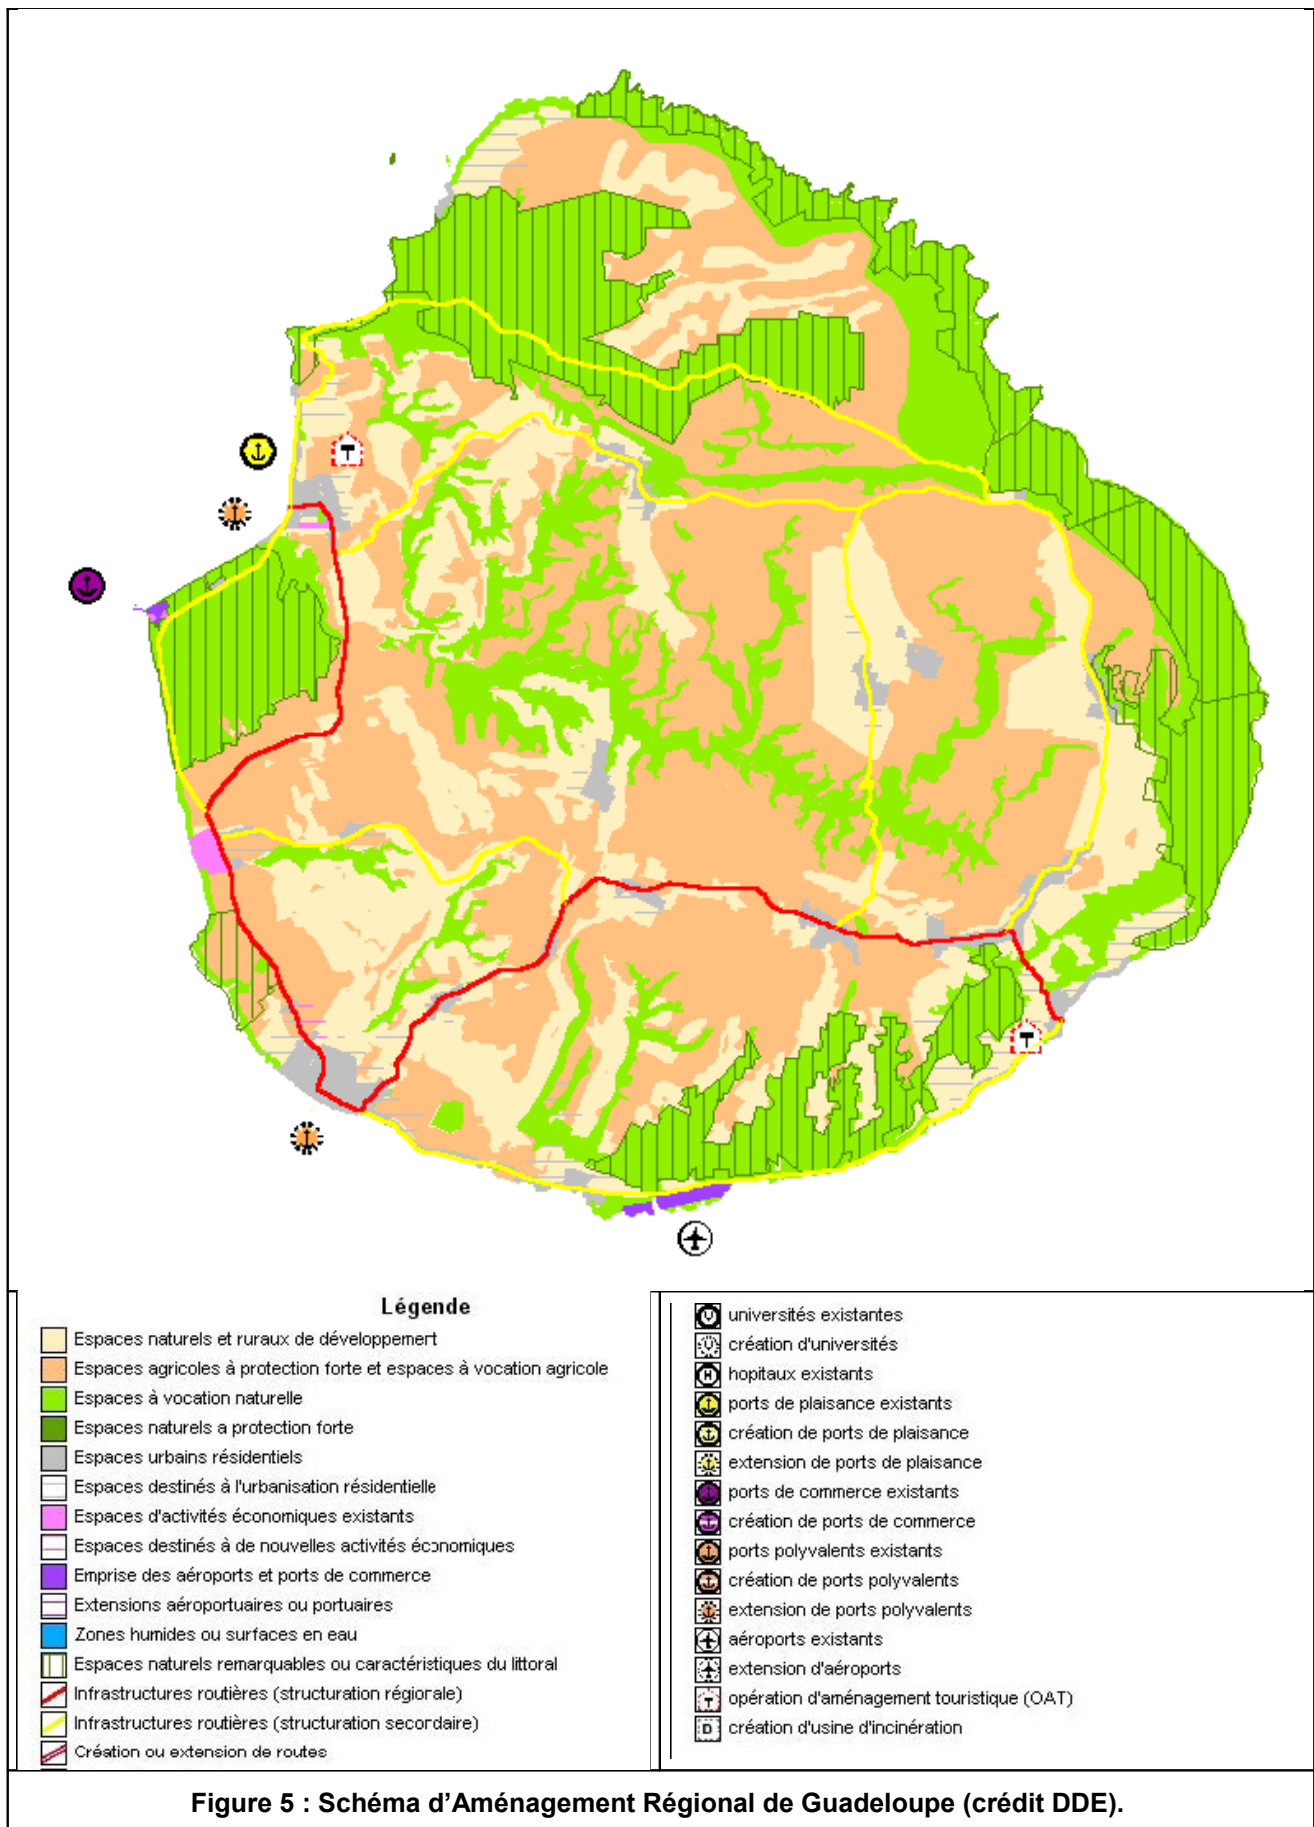 Légende
Espaces naturels et ruraux de développement
Espaces agricoles à protection forte et espaces à vocation agricole
Espaces à vocation naturelle
Espaces naturels a protection forte
Espaces urbains résidentiels
Espaces destinés à l'urbanisation résidentielle
Espaces d'activités économiques existants
Espaces destinés à de nouvelles activités économiques
Emprise des aéroports et ports de commerce
Extensions aéroportuaires ou portuaires
Zones humides ou surfaces en eau
Espaces naturels remarquables ou caractéristiques du littoral
Infrastructures routières (structuration régionale)
Infrastructures routières (structuration secondaire)
Création ou extension de routes
universités existantes
création d'universités
H hopitaux existants
ports de plaisance existants
création de ports de plaisance
extension de ports de plaisance
ports de commerce existants
création de ports de commerce
ports polyvalents existants
création de ports polyvalents
extension de ports polyvalents
aéroports existants
extension d'aéroports
T opération d'aménagement touristique (OAT)
D création d'usine d'incinération
T
T
Figure 5 : Schéma d'Aménagement Régional de Guadeloupe (crédit DDE).